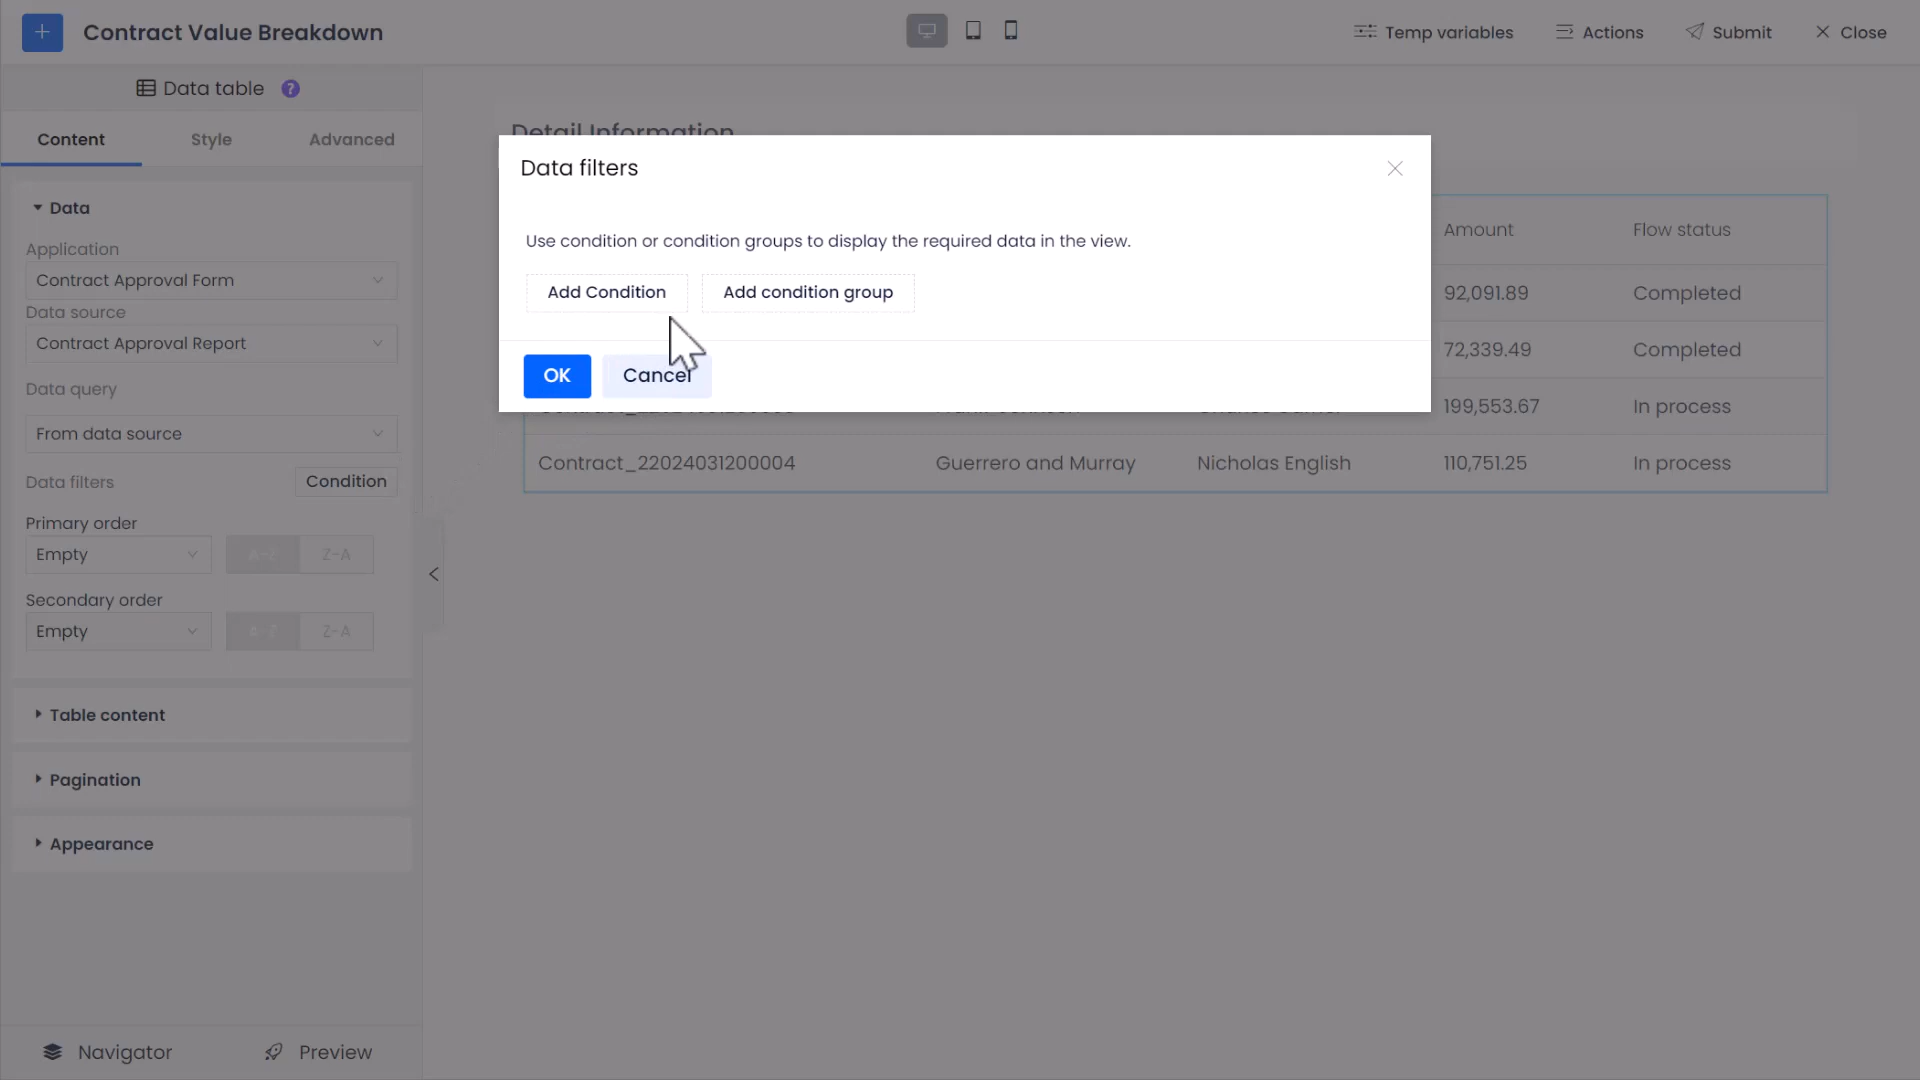 Contract Value Breakdown
Temp variables
Actions
Submit
Close
Data table
?
Content
Style
Advanced
Data
Application
Contract Approval Form
Data source
Contract Approval Report
Data query
From data source
Data filters
Condition
Primary order
Empty
A-Z
Z-A
Secondary order
Empty
A-Z
Z-A
Table content
Pagination
Appearance
Navigator
Preview
Detail Information
Data filters
Use condition or condition groups to display the required data in the view.
Add Condition
Add condition group
OK
Cancel
Amount
Flow status
92,091.89
Completed
72,339.49
Completed
199,553.67
In process
Contract_22024031200004
Guerrero and Murray
Nicholas English
110,751.25
In process